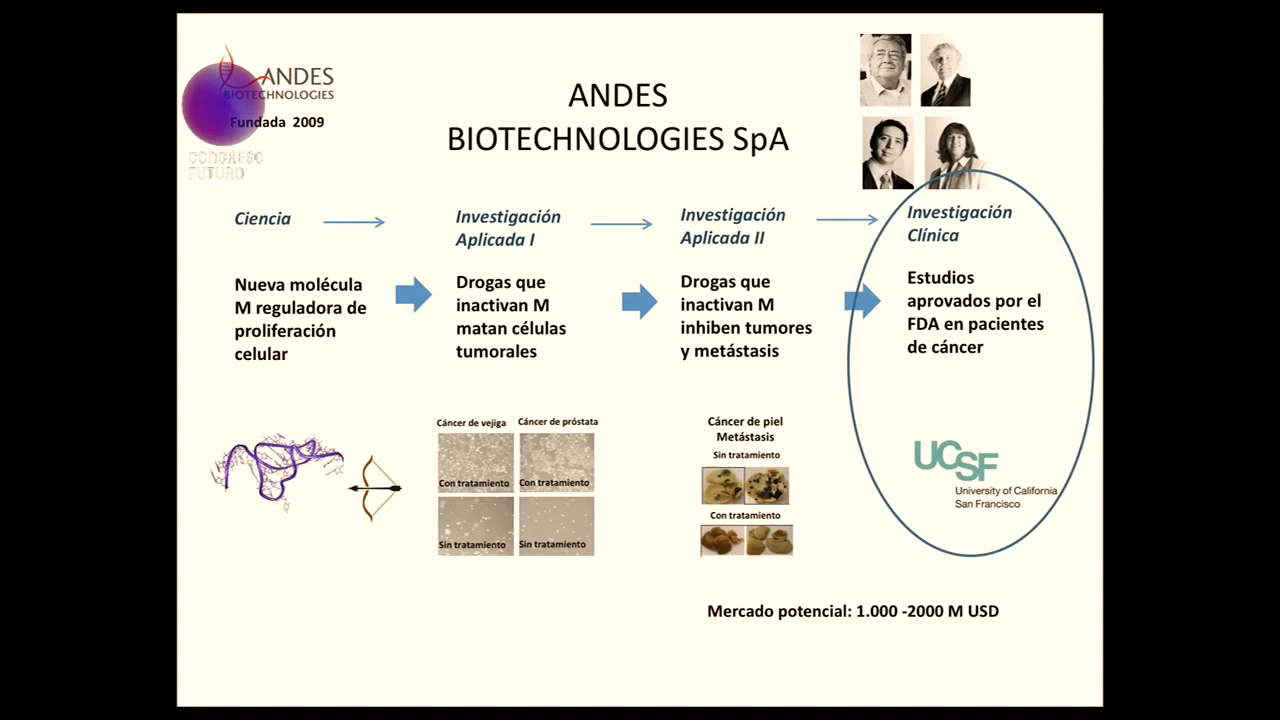 ANDES
BIOTECHNOLOGIES
Fundada 2009
CONGRESO
FUTURO
ANDES
BIOTECHNOLOGIES SpA
Ciencia
Investigación
Aplicada I
Investigación
Aplicada II
Investigación
Clínica
Nueva molécula
M reguladora de
proliferación
celular
Drogas que
inactivan M
matan células
tumorales
Drogas que
inactivan M
inhiben tumores
y metástasis
Estudios
aprovados por el
FDA en pacientes
de cáncer
Cáncer de vejiga
Cáncer de próstata
Con tratamiento
Con tratamiento
Sin tratamiento
Sin tratamiento
Cáncer de piel
Metástasis
Sin tratamiento
Con tratamiento
UCSF
University of California
San Francisco
Mercado potencial: 1.000 -2000 M USD